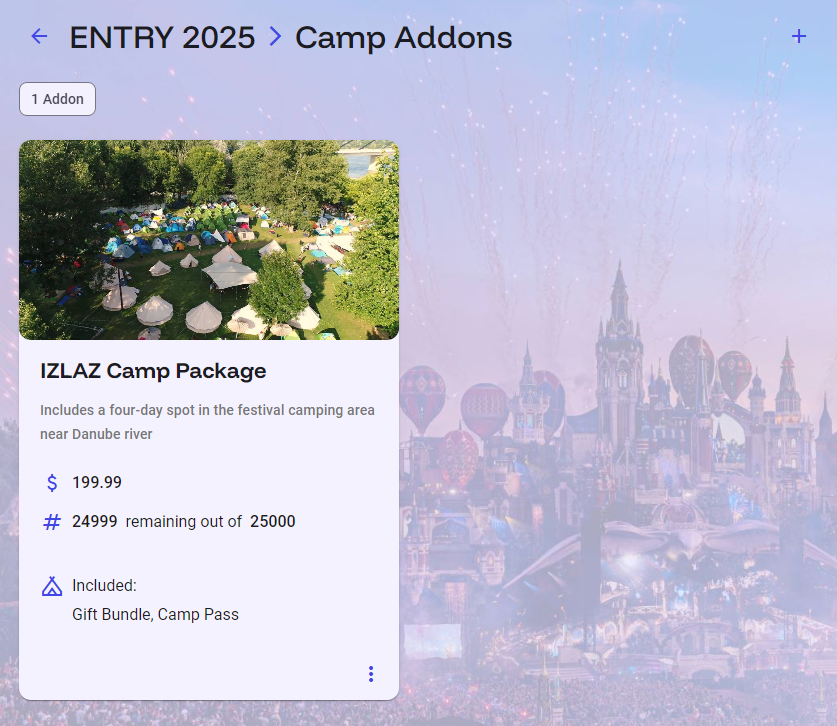 ENTRY 2025 > Camp Addons
1 Addon
IZLAZ Camp Package
Includes a four-day spot in the festival camping area
near Danube river
$ 199.99
# 24999 remaining out of 25000
Included:
Gift Bundle, Camp Pass